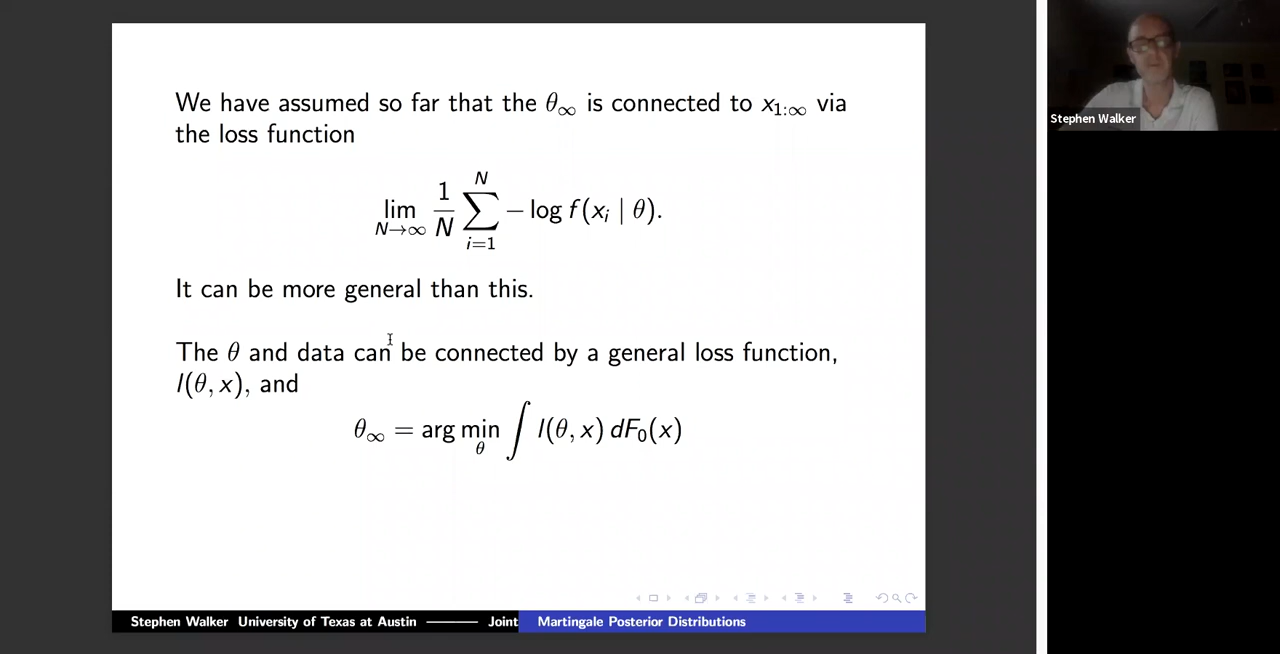 We have assumed so far that the θ∞ is connected to x1:∞ via
the loss function
lim N→∞ 1/N ∑ i=1 N − log f(xi | θ).
It can be more general than this.
The θ and data can be connected by a general loss function,
l(θ, x), and
θ∞ = arg min θ ∫ l(θ, x) dF0(x)
Stephen Walker University of Texas at Austin ——— Joint
Martingale Posterior Distributions
Stephen Walker